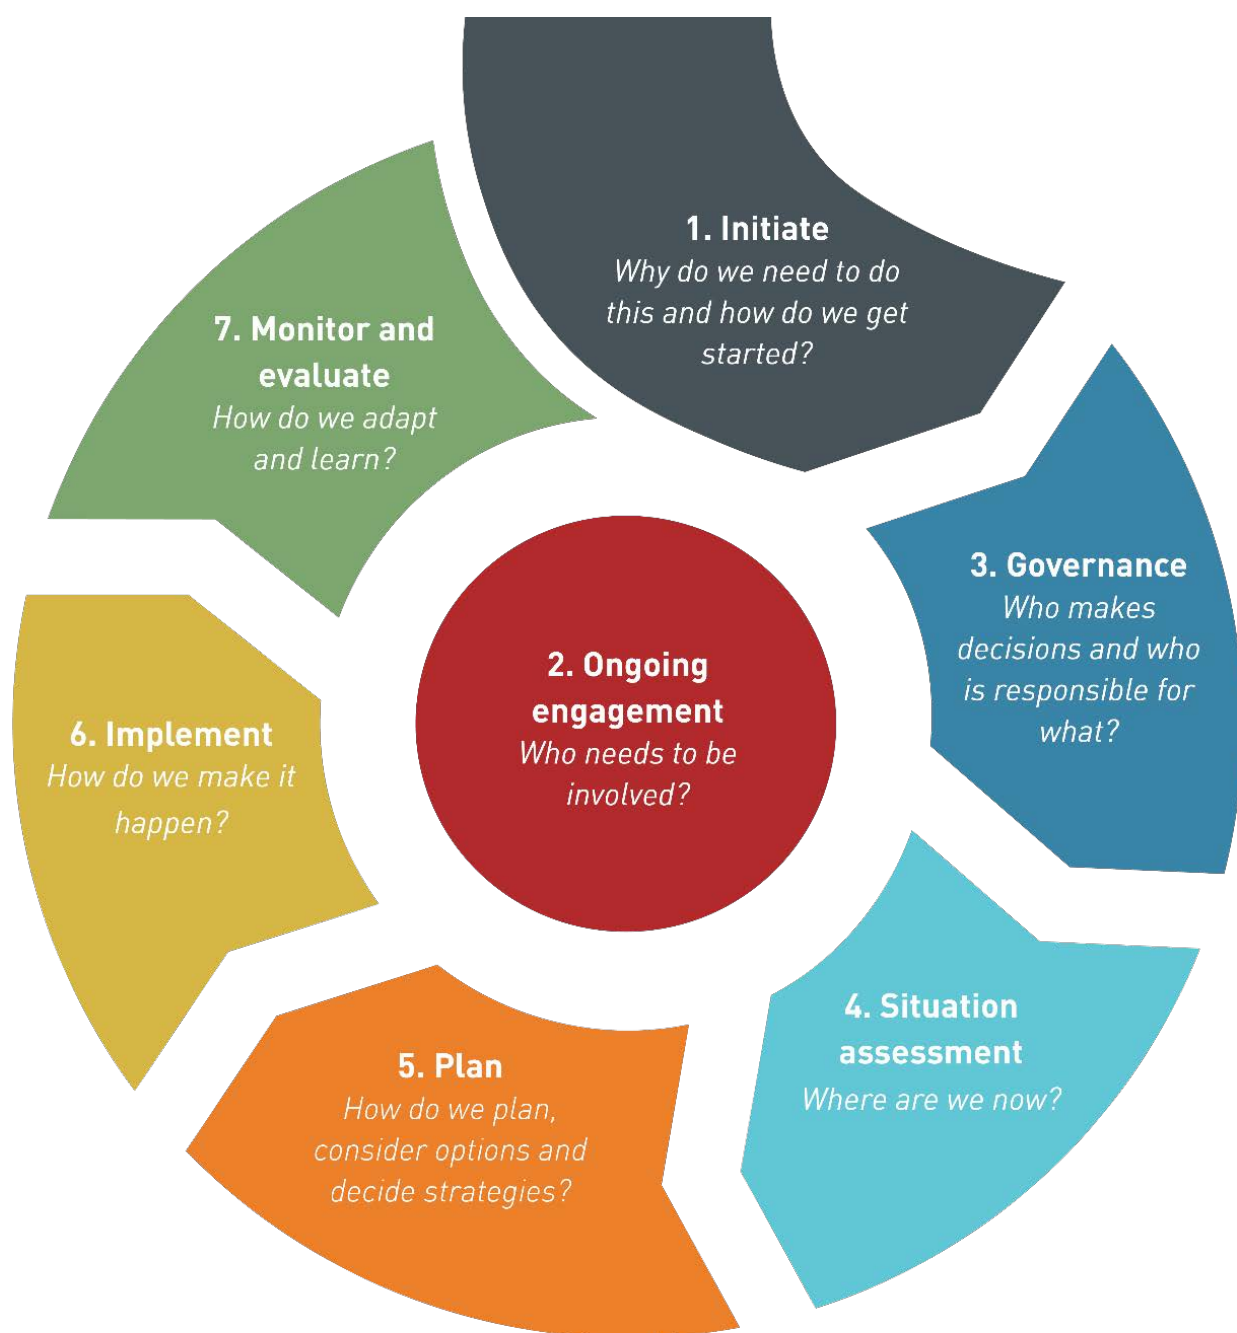 1. Initiate
Why do we need to do
this and how do we get
started?
2. Ongoing
engagement
Who needs to be
involved?
3. Governance
Who makes
decisions and who
is responsible for
what?
4. Situation
assessment
Where are we now?
5. Plan
How do we plan,
consider options and
decide strategies?
6. Implement
How do we make it
happen?
7. Monitor and
evaluate
How do we adapt
and learn?